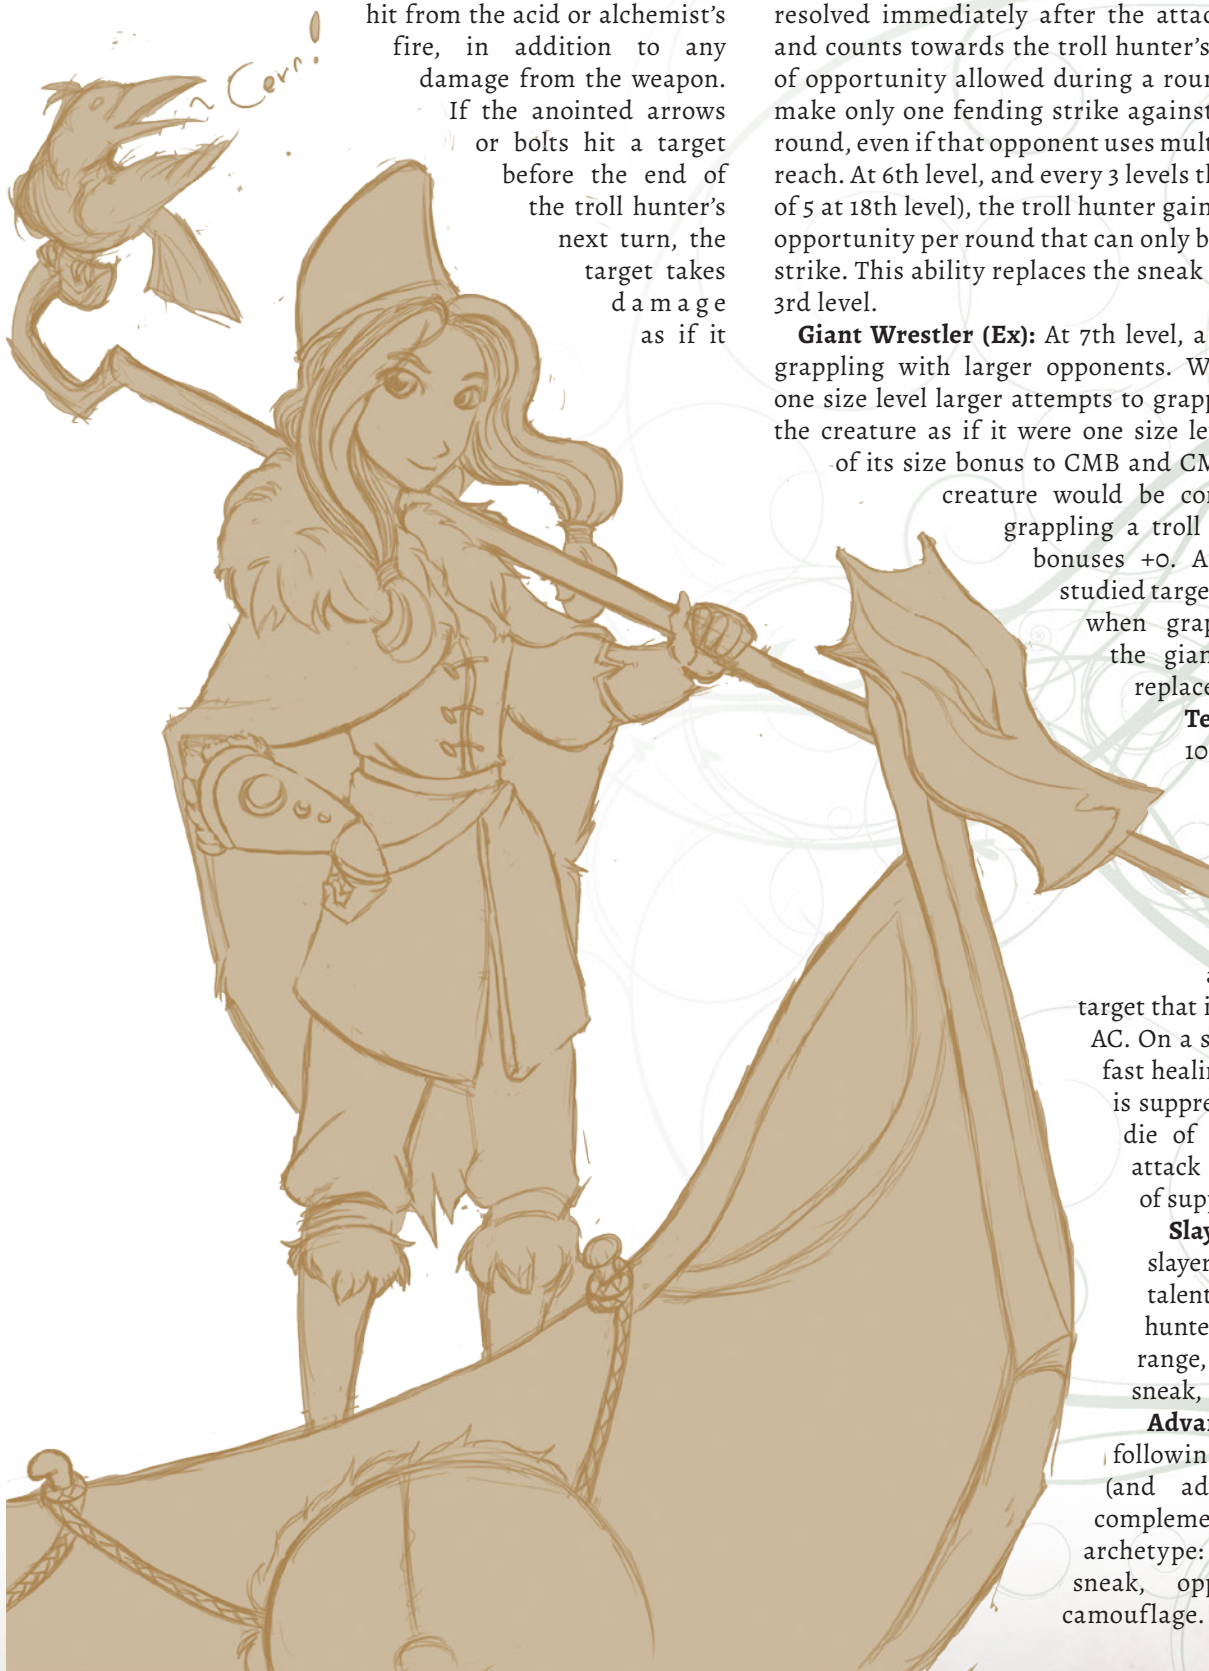 hit from the acid or alchemist's
fire, in addition to any
damage from the weapon.
If the anointed arrows
or bolts hit a target
before the end of
the troll hunter's
next turn, the
target takes
damage
as if it
resolved immediately after the attac
and counts towards the troll hunter's
of opportunity allowed during a roun
make only one fending strike against
round, even if that opponent uses mult
reach. At 6th level, and every 3 levels th
of 5 at 18th level), the troll hunter gain
opportunity per round that can only b
strike. This ability replaces the sneak
3rd level.
Giant Wrestler (Ex): At 7th level, a
grappling with larger opponents. W
one size level larger attempts to grapp
the creature as if it were one size le
of its size bonus to CMB and CM
creature would be con
grappling a troll
bonuses +0. A
studied targe
when grap
the gian
replace
Te
10
a
target that i
AC. On a s
fast healin
is suppre
die of
attack
of supp
Slay
slayer
talent
hunte
range,
sneak,
Advan
followin
(and ad
compleme
archetype:
sneak, opp
camouflage.